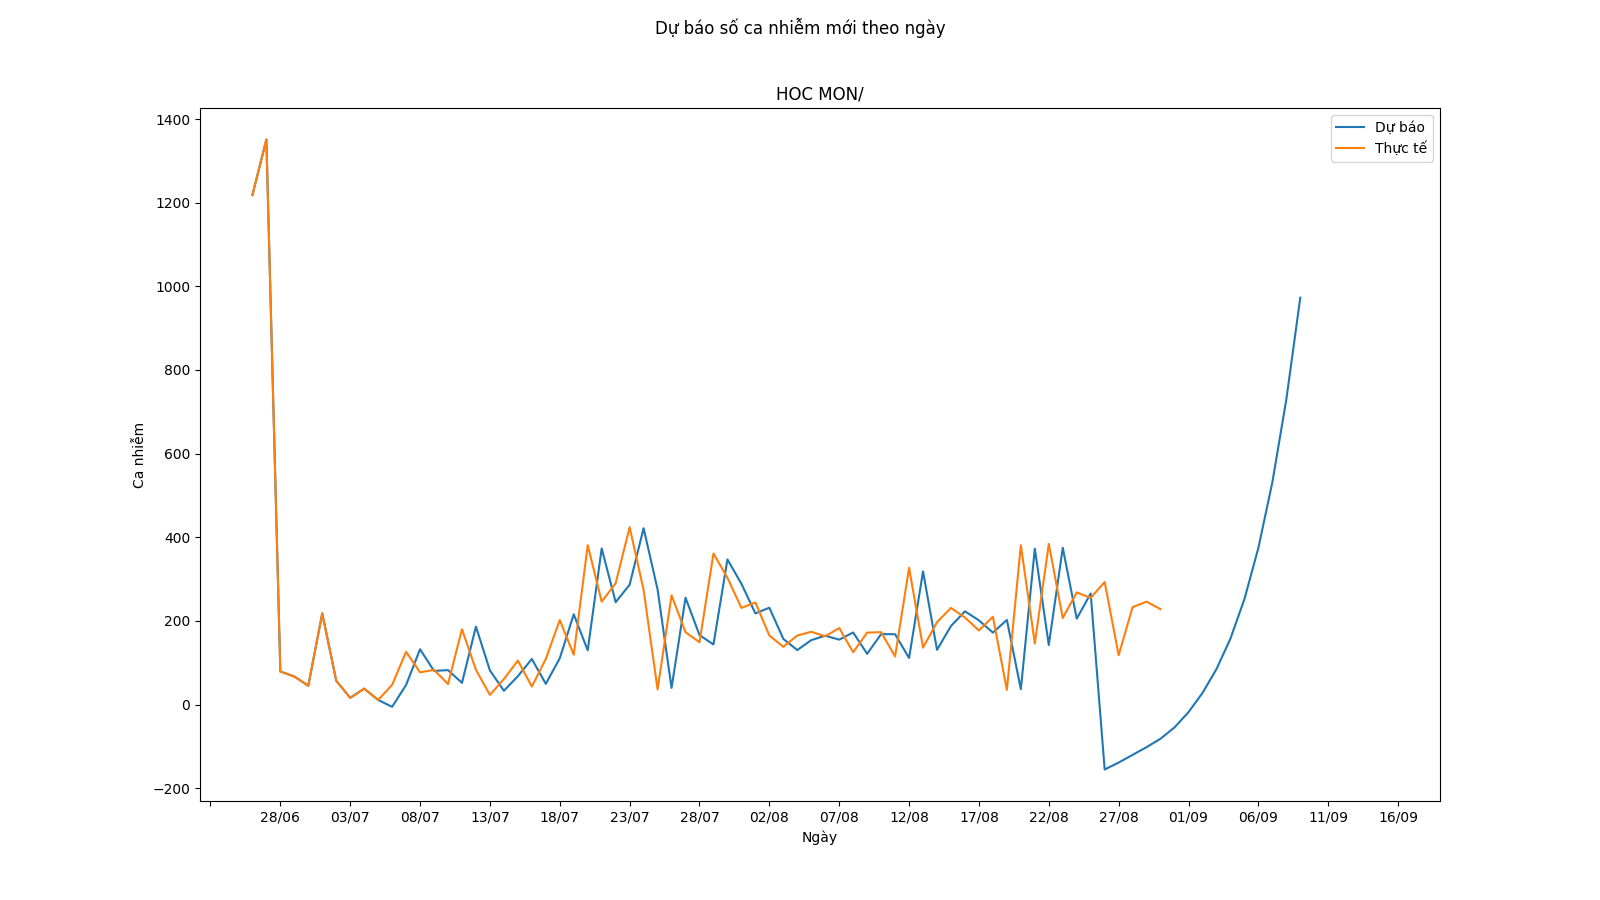 Dự báo số ca nhiễm mới theo ngày
HOC MON/
Dự báo
Thực tế
1400
1200
1000
800
600
400
200
0
−200
Ca nhiễm
28/06 03/07 08/07 13/07 18/07 23/07 28/07 02/08 07/08 12/08 17/08 22/08 27/08 01/09 06/09 11/09 16/09
Ngày